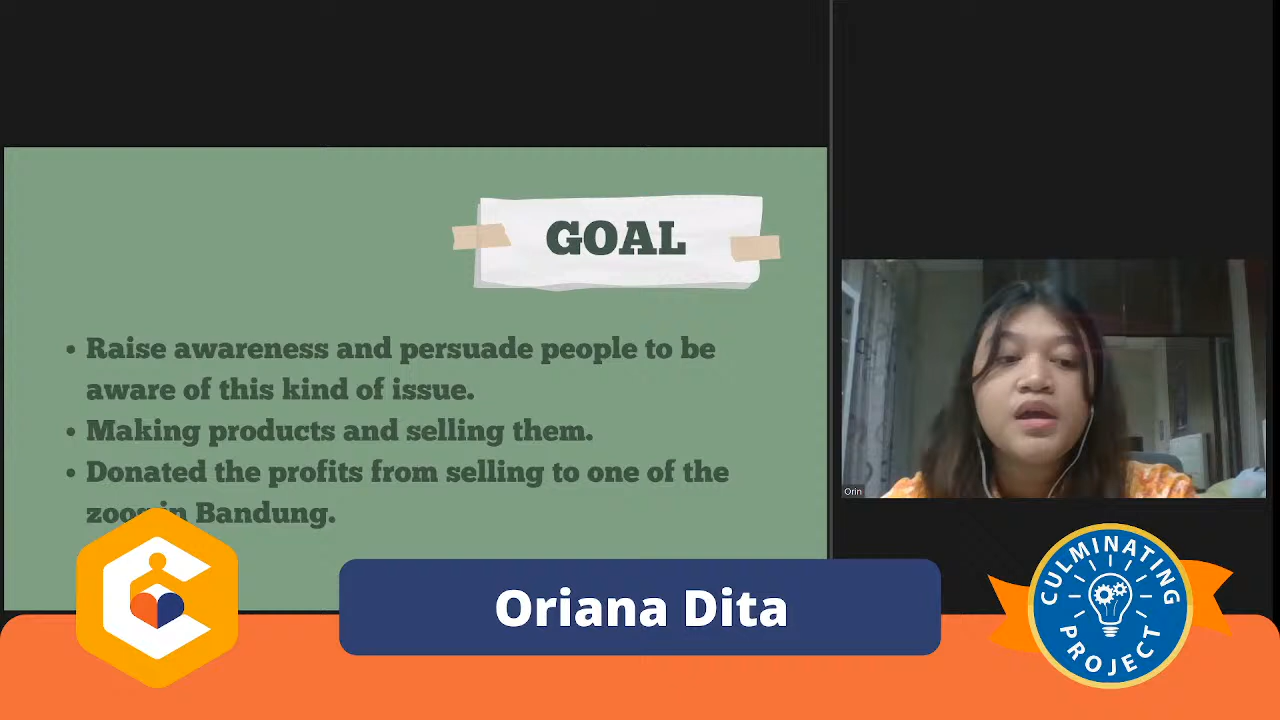 GOAL
• Raise awareness and persuade people to be
aware of this kind of issue.
• Making products and selling them.
• Donated the profits from selling to one of the
zoos in Bandung.
Orin
Oriana Dita
CULMINATING
PROJECT